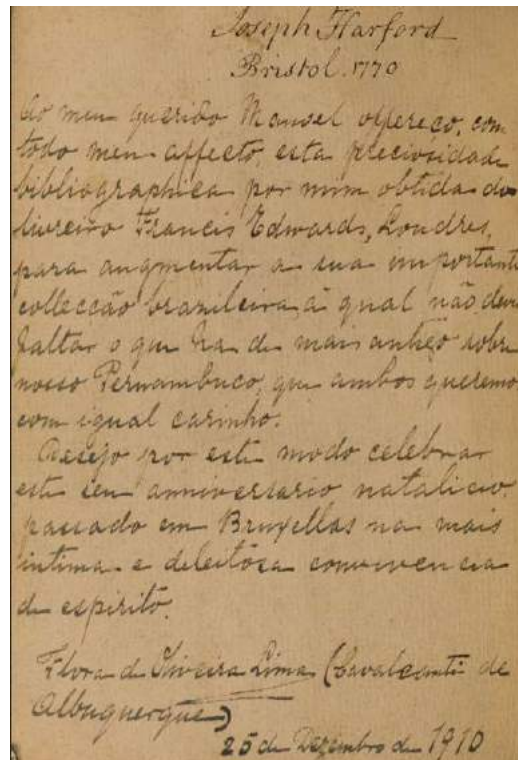 Joseph Harford
Bristol. 1770
Ao meu querido Manoel offereço, com
todo meu affecto, esta preciosidade
bibliographica por mim obtida do
livreiro Francis Edwards, Londres,
para augmentar a sua importante
collecção brazileira, á qual não deve
faltar o que ha de mais antigo sobre
nosso Pernambuco, que ambos queremos
com igual carinho.
Desejo por este modo celebrar
este seu anniversario natalicio,
passado em Bruxellas na mais
intima e deleitosa convivencia
de espirito.
Flora de Oliveira Lima (Cavalcanti de
Albuquerque)
25 de Dezembro de 1910